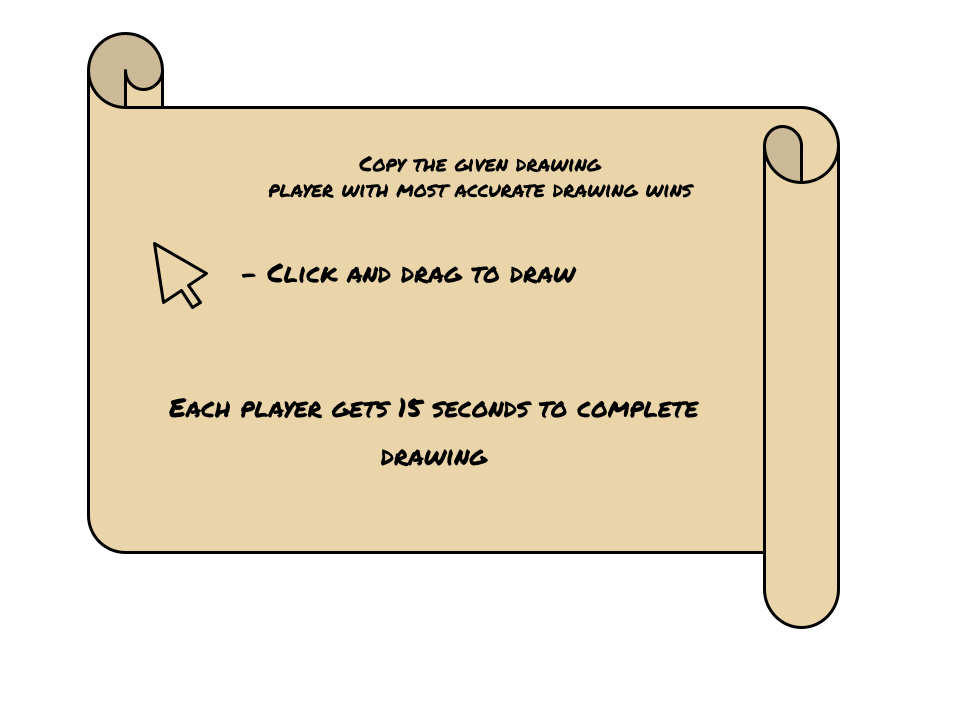 Copy the given drawing
player with most accurate drawing wins
- Click and drag to draw
Each player gets 15 seconds to complete
drawing